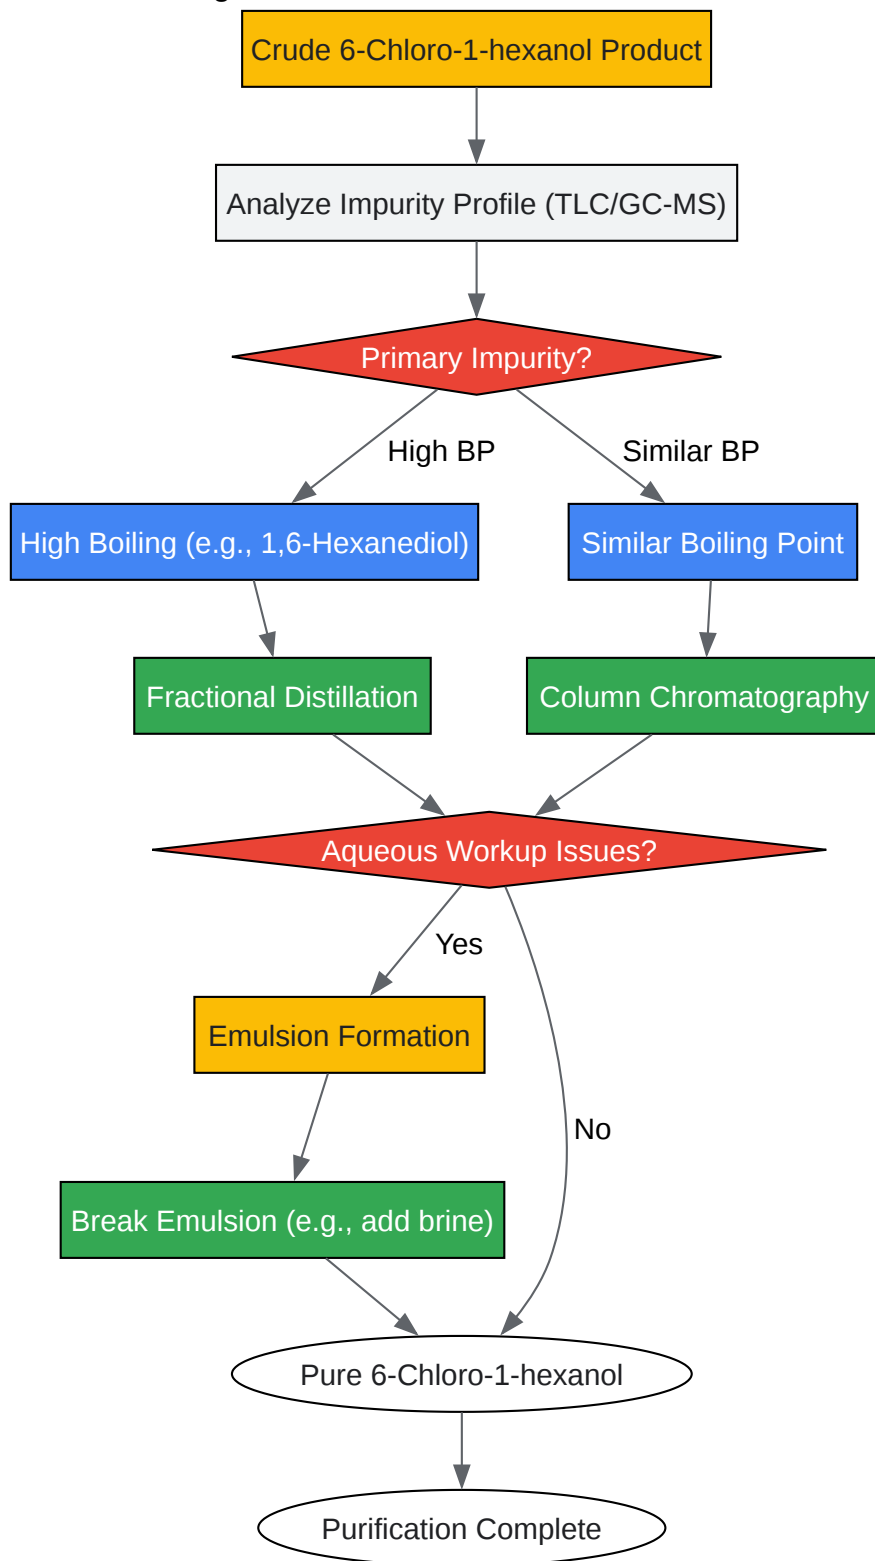 Crude 6-Chloro-1-hexanol Product
Analyze Impurity Profile (TLC/GC-MS)
Primary Impurity?
High BP
Similar BP
High Boiling (e.g., 1,6-Hexanediol)
Similar Boiling Point
Fractional Distillation
Column Chromatography
Aqueous Workup Issues?
Yes
Emulsion Formation
No
Break Emulsion (e.g., add brine)
Pure 6-Chloro-1-hexanol
Purification Complete